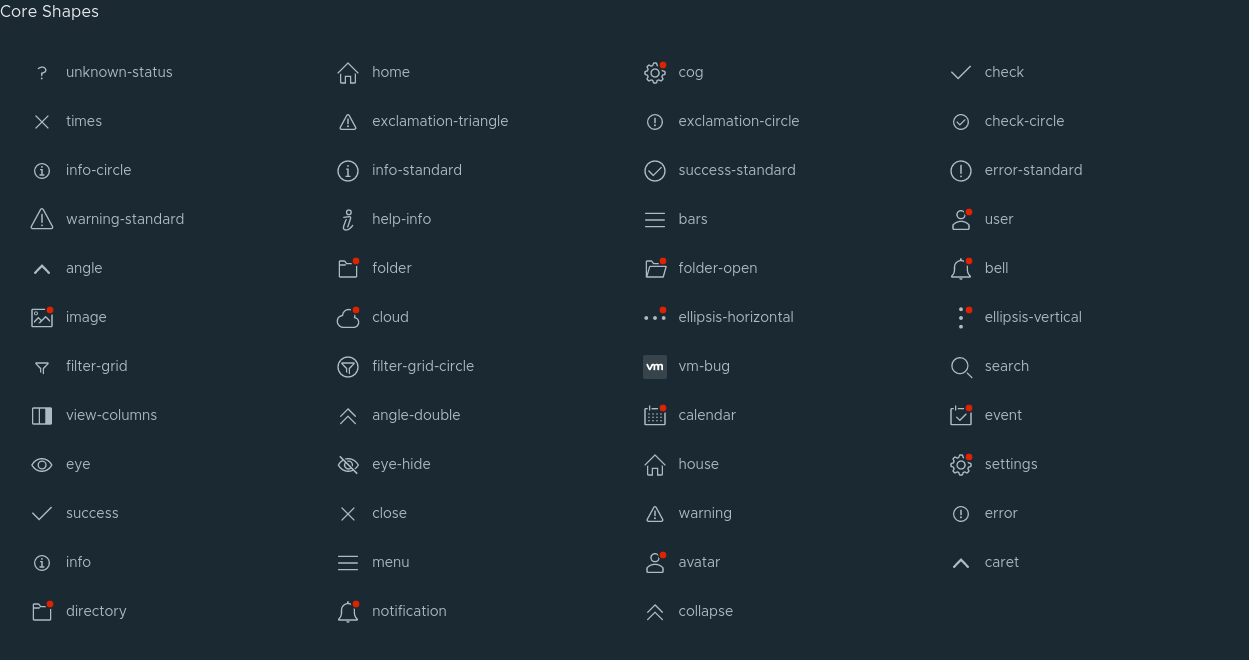 Core Shapes
unknown-status home cog check
times exclamation-triangle exclamation-circle check-circle
info-circle info-standard success-standard error-standard
warning-standard help-info bars user
angle folder folder-open bell
image cloud ellipsis-horizontal ellipsis-vertical
filter-grid filter-grid-circle vm vm-bug search
view-columns angle-double calendar event
eye eye-hide house settings
success close warning error
info menu avatar caret
directory notification collapse